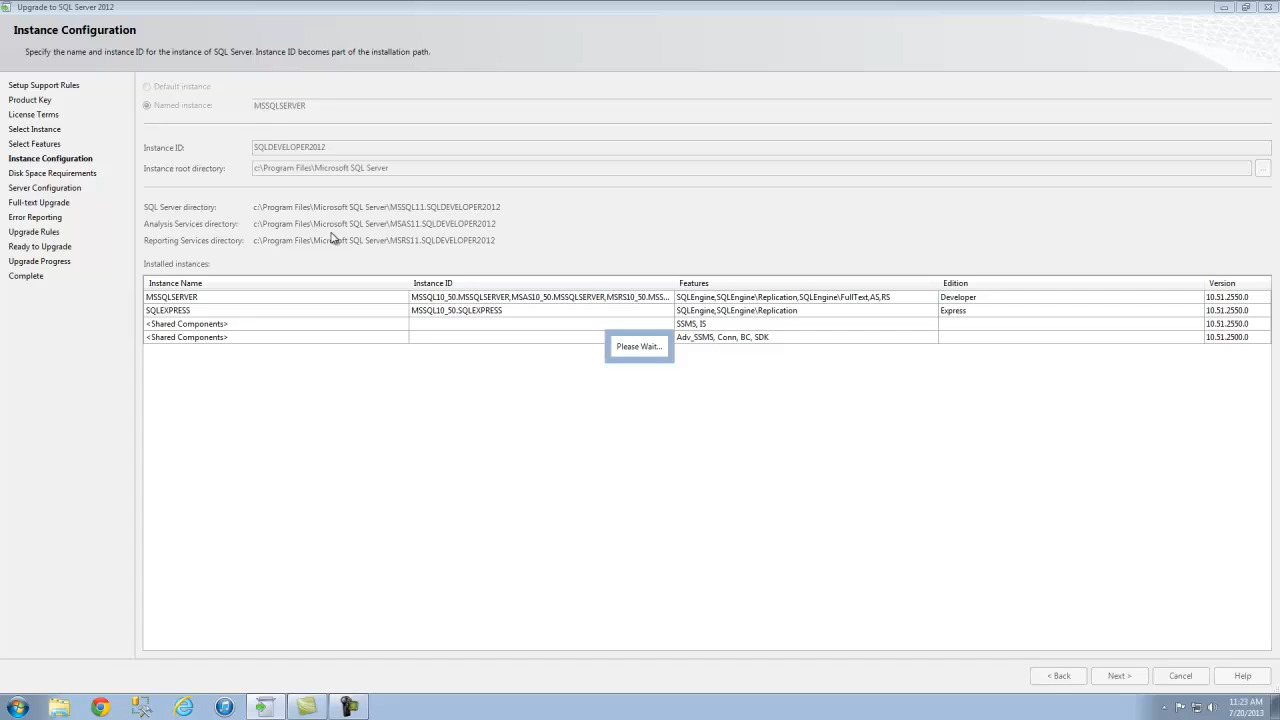 Upgrade to SQL Server 2012
Instance Configuration
Specify the name and instance ID for the instance of SQL Server. Instance ID becomes part of the installation path.
Setup Support Rules
Product Key
License Terms
Select Instance
Select Features
Instance Configuration
Disk Space Requirements
Server Configuration
Full-text Upgrade
Error Reporting
Upgrade Rules
Ready to Upgrade
Upgrade Progress
Complete
Default instance
Named instance: MSSQLSERVER
Instance ID: SQLDEVELOPER2012
Instance root directory: c:\Program Files\Microsoft SQL Server\ ...
SQL Server directory: c:\Program Files\Microsoft SQL Server\MSSQL11.SQLDEVELOPER2012
Analysis Services directory: c:\Program Files\Microsoft SQL Server\MSAS11.SQLDEVELOPER2012
Reporting Services directory: c:\Program Files\Microsoft SQL Server\MSRS11.SQLDEVELOPER2012
Installed instances:
Instance Name Instance ID Features Edition Version
MSSQLSERVER MSSQL10_50.MSSQLSERVER,MSAS10_50.MSSQLSERVER,MSRS10_50.MSS... SQLEngine,SQLEngine\Replication,SQLEngine\FullText,AS,RS Developer 10.51.2550.0
SQLEXPRESS MSSQL10_50.SQLEXPRESS SQLEngine,SQLEngine\Replication Express 10.51.2550.0
<Shared Components> SSMS, IS 10.51.2550.0
<Shared Components> Adv_SSMS, Conn, BC, SDK 10.51.2500.0
Please Wait...
< Back Next > Cancel Help
11:23 AM
7/20/2013